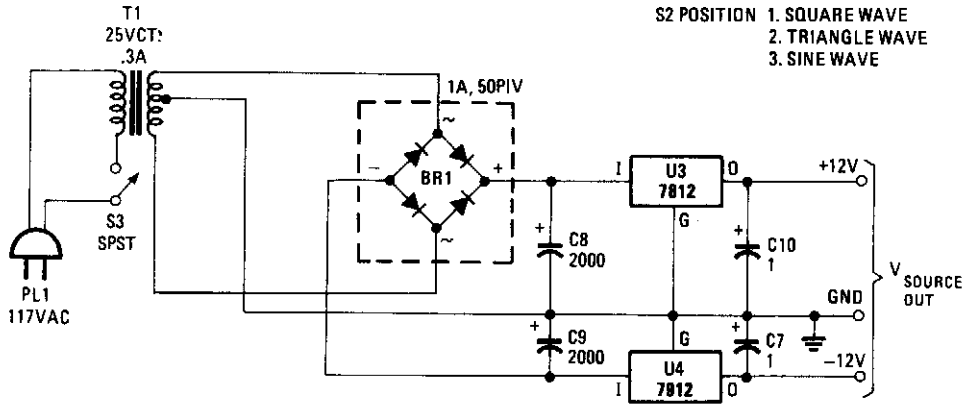 S2 POSITION 1. SQUARE WAVE
2. TRIANGLE WAVE
3. SINE WAVE
T1
25VCT:
.3A
1A, 50PIV
~
- BR1 +
~
I U3 O
7812
G
+12V
+ C8
2000
+ C10
1
S3
SPST
PL1
117VAC
V SOURCE
OUT
GND
+ C9
2000
G
+ C7
1
I U4 O
7912
-12V